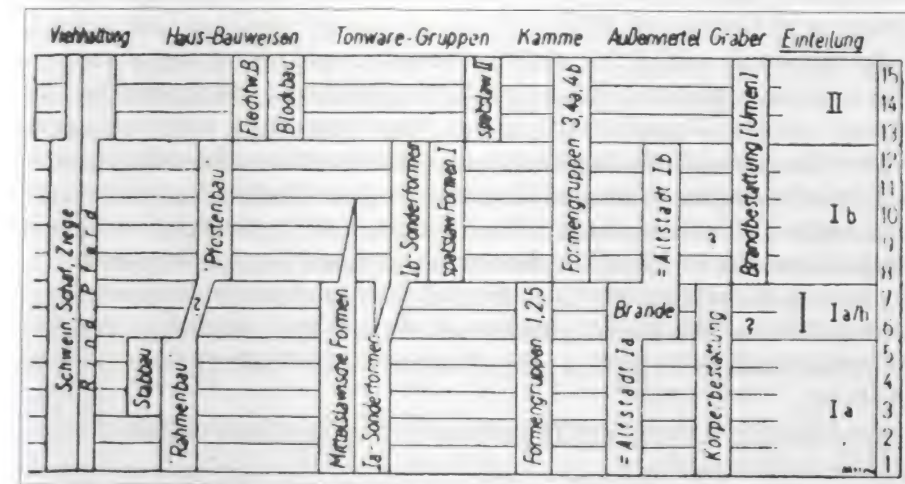 Viehhaltung Haus-Bauweisen Tonware-Gruppen Kämme Außenviertel Gräber Einteilung
Schwein, Schaf, Ziege
Rind Pferd
Stabbau
Rahmenbau
?
Pfostenbau
Flechtw.B
Blockbau
Mittelslawische Formen
Ia-Sonderformen
Ib-Sonderformen
spätslaw Formen I
spätslaw II
Formengruppen 1,2,5
Formengruppen 3,4a,4b
=Altstadt Ia
Brände
=Altstadt Ib
Körperbestattung
?
?
Brandbestattung [Urnen]
II
Ib
Ia/b
Ia
15
14
13
12
11
10
9
8
7
6
5
4
3
2
1